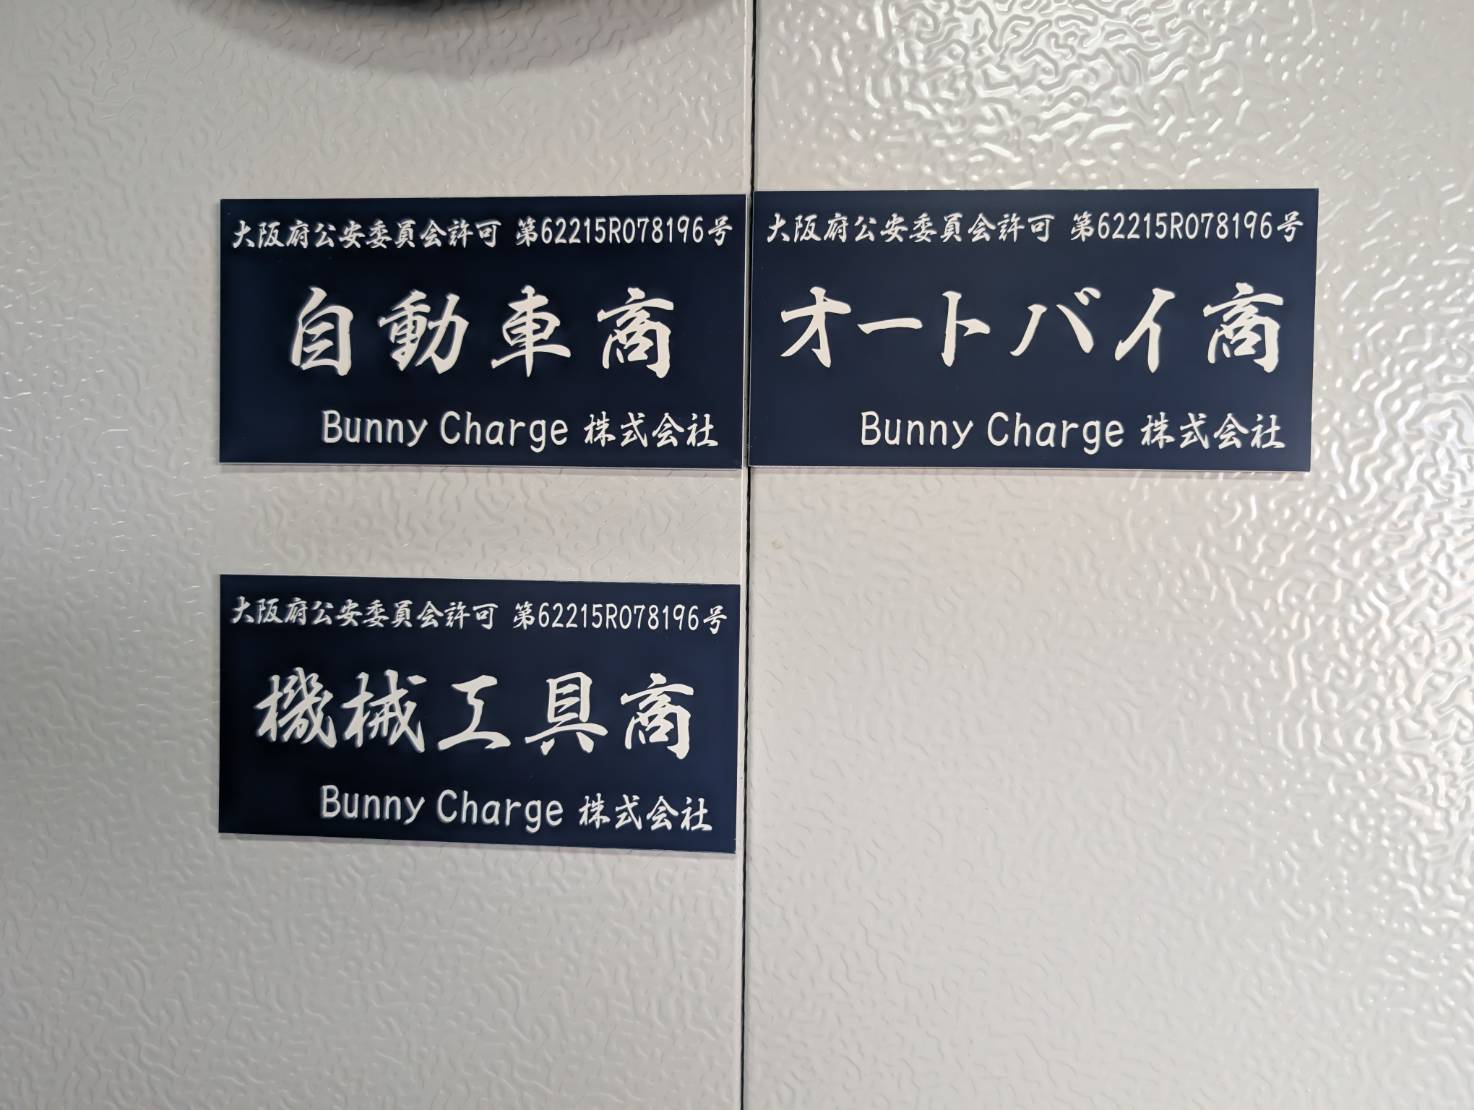 大阪府公安委員会許可 第62215R078196号
自動車商
Bunny Charge 株式会社
大阪府公安委員会許可 第62215R078196号
オートバイ商
Bunny Charge 株式会社
大阪府公安委員会許可 第62215R078196号
機械工具商
Bunny Charge 株式会社